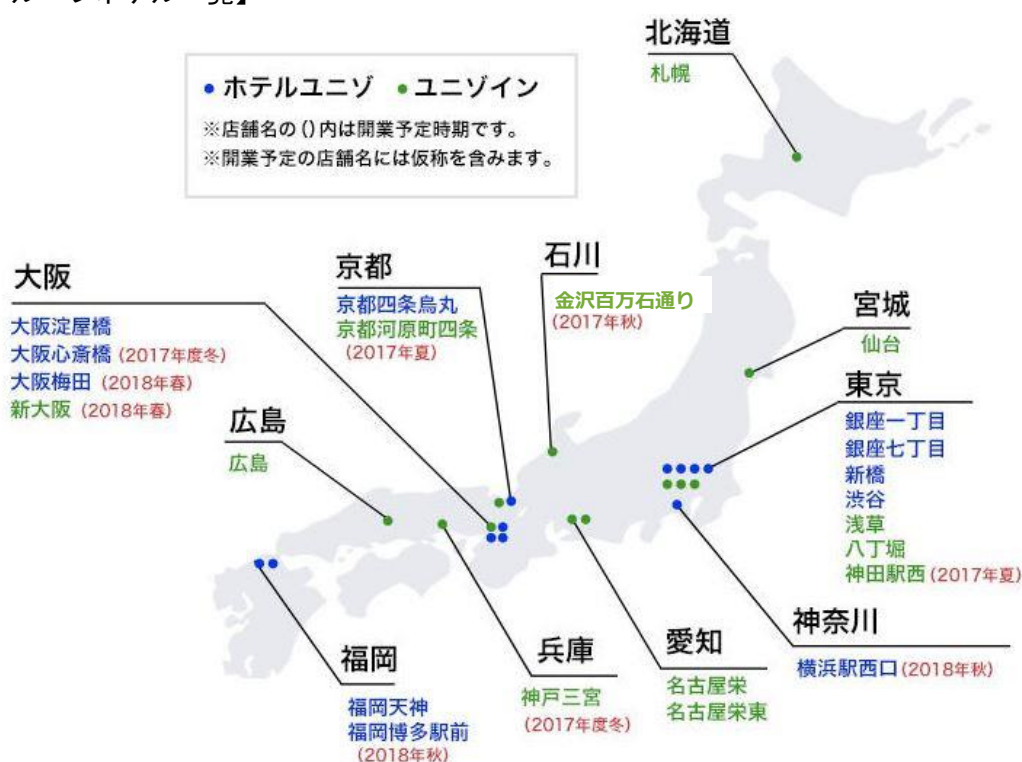 ● ホテルユニゾ ● ユニゾイン
※店舗名の()内は開業予定時期です。
※開業予定の店舗名には仮称を含みます。
北海道
札幌
石川
金沢百万石通り
(2017年秋)
京都
京都四条烏丸
京都河原町四条
(2017年夏)
大阪
大阪淀屋橋
大阪心斎橋 (2017年度冬)
大阪梅田 (2018年春)
新大阪 (2018年春)
宮城
仙台
東京
銀座一丁目
銀座七丁目
新橋
渋谷
浅草
八丁堀
神田駅西 (2017年夏)
広島
広島
神奈川
横浜駅西口 (2018年秋)
愛知
名古屋栄
名古屋栄東
兵庫
神戸三宮
(2017年度冬)
福岡
福岡天神
福岡博多駅前
(2018年秋)